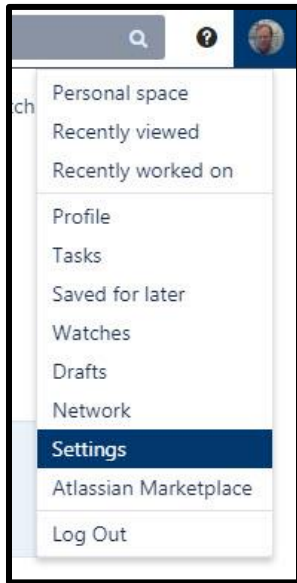 tch
Personal space
Recently viewed
Recently worked on
Profile
Tasks
Saved for later
Watches
Drafts
Network
Settings
Atlassian Marketplace
Log Out